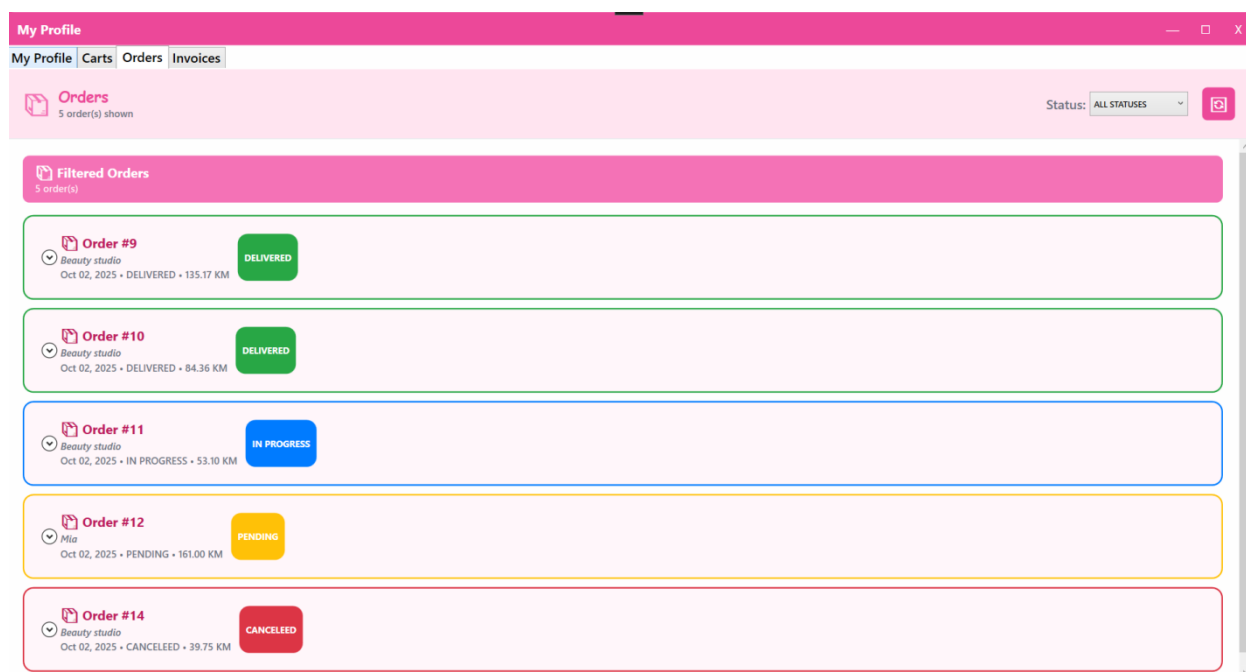 My Profile
My Profile Carts Orders Invoices
Orders
5 order(s) shown
Status: ALL STATUSES
Filtered Orders
5 order(s)
Order #9
Beauty studio
Oct 02, 2025 • DELIVERED • 135.17 KM
DELIVERED
Order #10
Beauty studio
Oct 02, 2025 • DELIVERED • 84.36 KM
DELIVERED
Order #11
Beauty studio
Oct 02, 2025 • IN PROGRESS • 53.10 KM
IN PROGRESS
Order #12
Mia
Oct 02, 2025 • PENDING • 161.00 KM
PENDING
Order #14
Beauty studio
Oct 02, 2025 • CANCELEED • 39.75 KM
CANCELEED